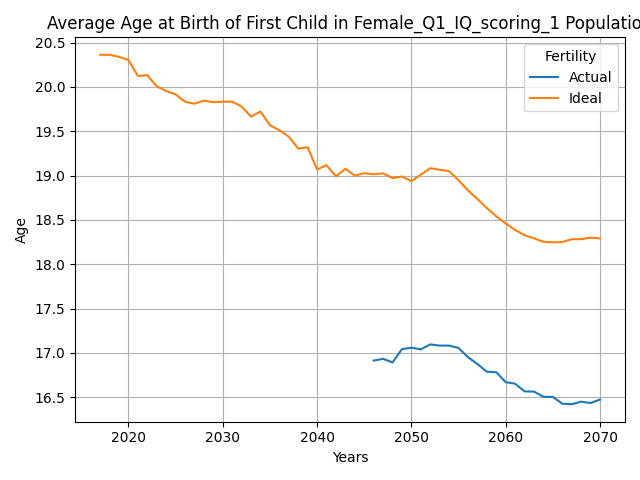 Average Age at Birth of First Child in Female_Q1_IQ_scoring_1 Populatio
20.5
20.0
19.5
19.0
18.5
18.0
17.5
17.0
16.5
Age
Fertility
Actual
Ideal
2020 2030 2040 2050 2060 2070
Years